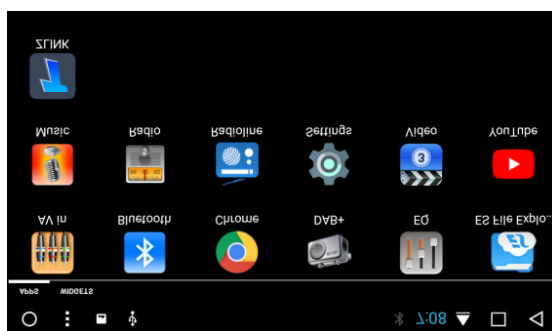 7:08
APPS WIDGETS
AV in Bluetooth Chrome DAB+ EQ ES File Explo..
Music Radio Radioline Settings Video YouTube
3
ZLINK